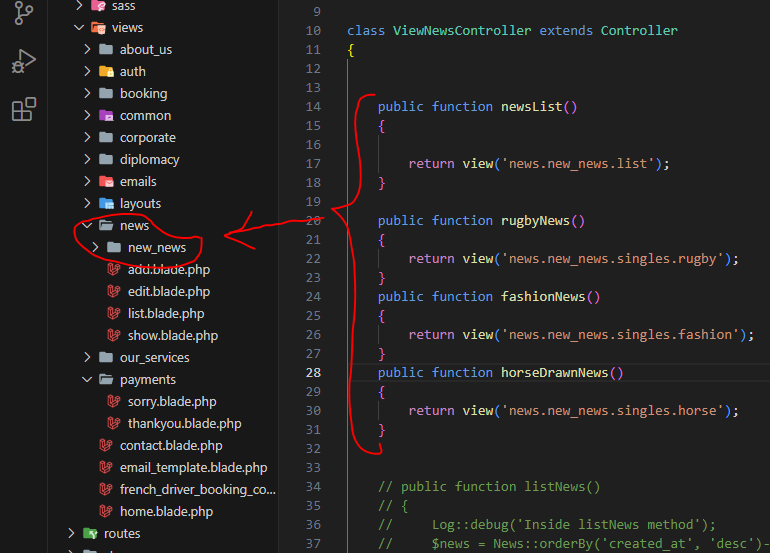 sass
views
about_us
auth
booking
common
corporate
diplomacy
emails
layouts
news
new_news
add.blade.php
edit.blade.php
list.blade.php
show.blade.php
our_services
payments
sorry.blade.php
thankyou.blade.php
contact.blade.php
email_template.blade.php
french_driver_booking_co...
home.blade.php
routes
9
10 class ViewNewsController extends Controller
11 {
12
13
14 public function newsList()
15 {
16
17 return view('news.new_news.list');
18 }
19
20 public function rugbyNews()
21 {
22 return view('news.new_news.singles.rugby');
23 }
24 public function fashionNews()
25 {
26 return view('news.new_news.singles.fashion');
27 }
28 public function horseDrawnNews()
29 {
30 return view('news.new_news.singles.horse');
31 }
32
33
34 // public function listNews()
35 // {
36 // Log::debug('Inside listNews method');
37 // $news = News::orderBy('created_at', 'desc')-